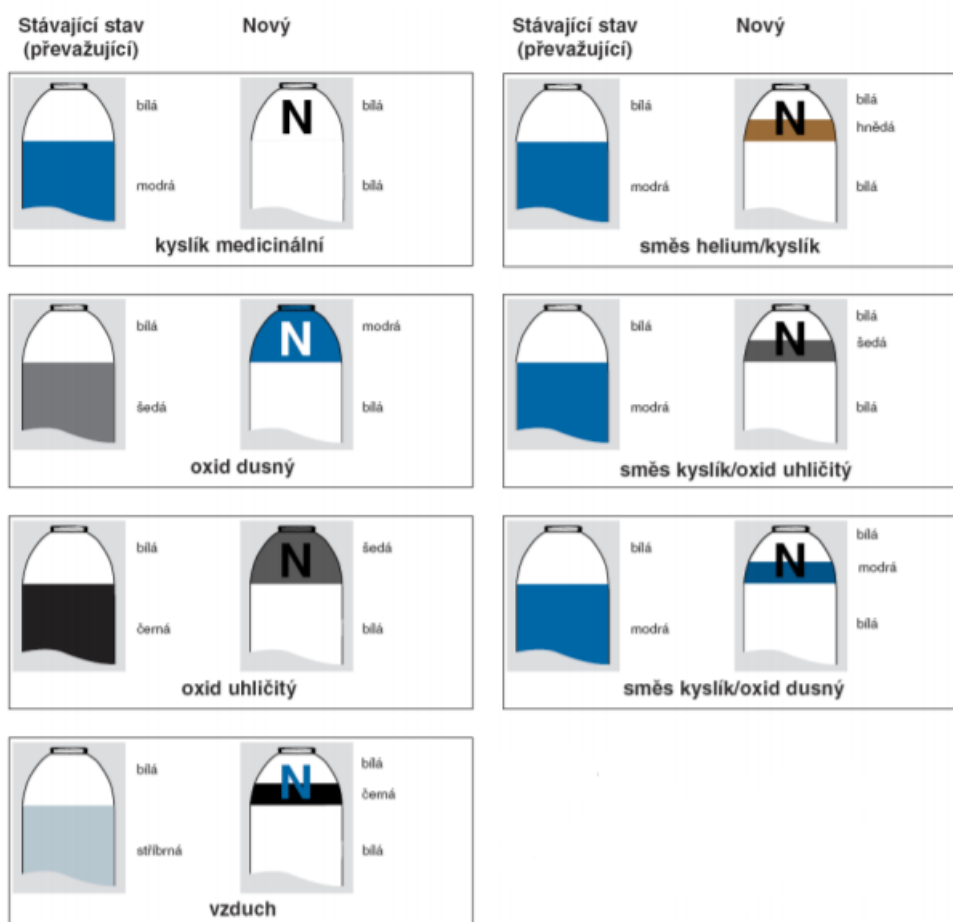 Stávající stav
(převažující)
Nový
bílá
N
bílá
modrá
bílá
kyslík medicinální
bílá
N
modrá
šedá
bílá
oxid dusný
bílá
N
šedá
černá
bílá
oxid uhličitý
bílá
N
bílá
černá
stříbrná
bílá
vzduch
Stávající stav
(převažující)
Nový
bílá
N
bílá
hnědá
modrá
bílá
směs helium/kyslík
bílá
N
bílá
šedá
modrá
bílá
směs kyslík/oxid uhličitý
bílá
N
bílá
modrá
modrá
bílá
směs kyslík/oxid dusný